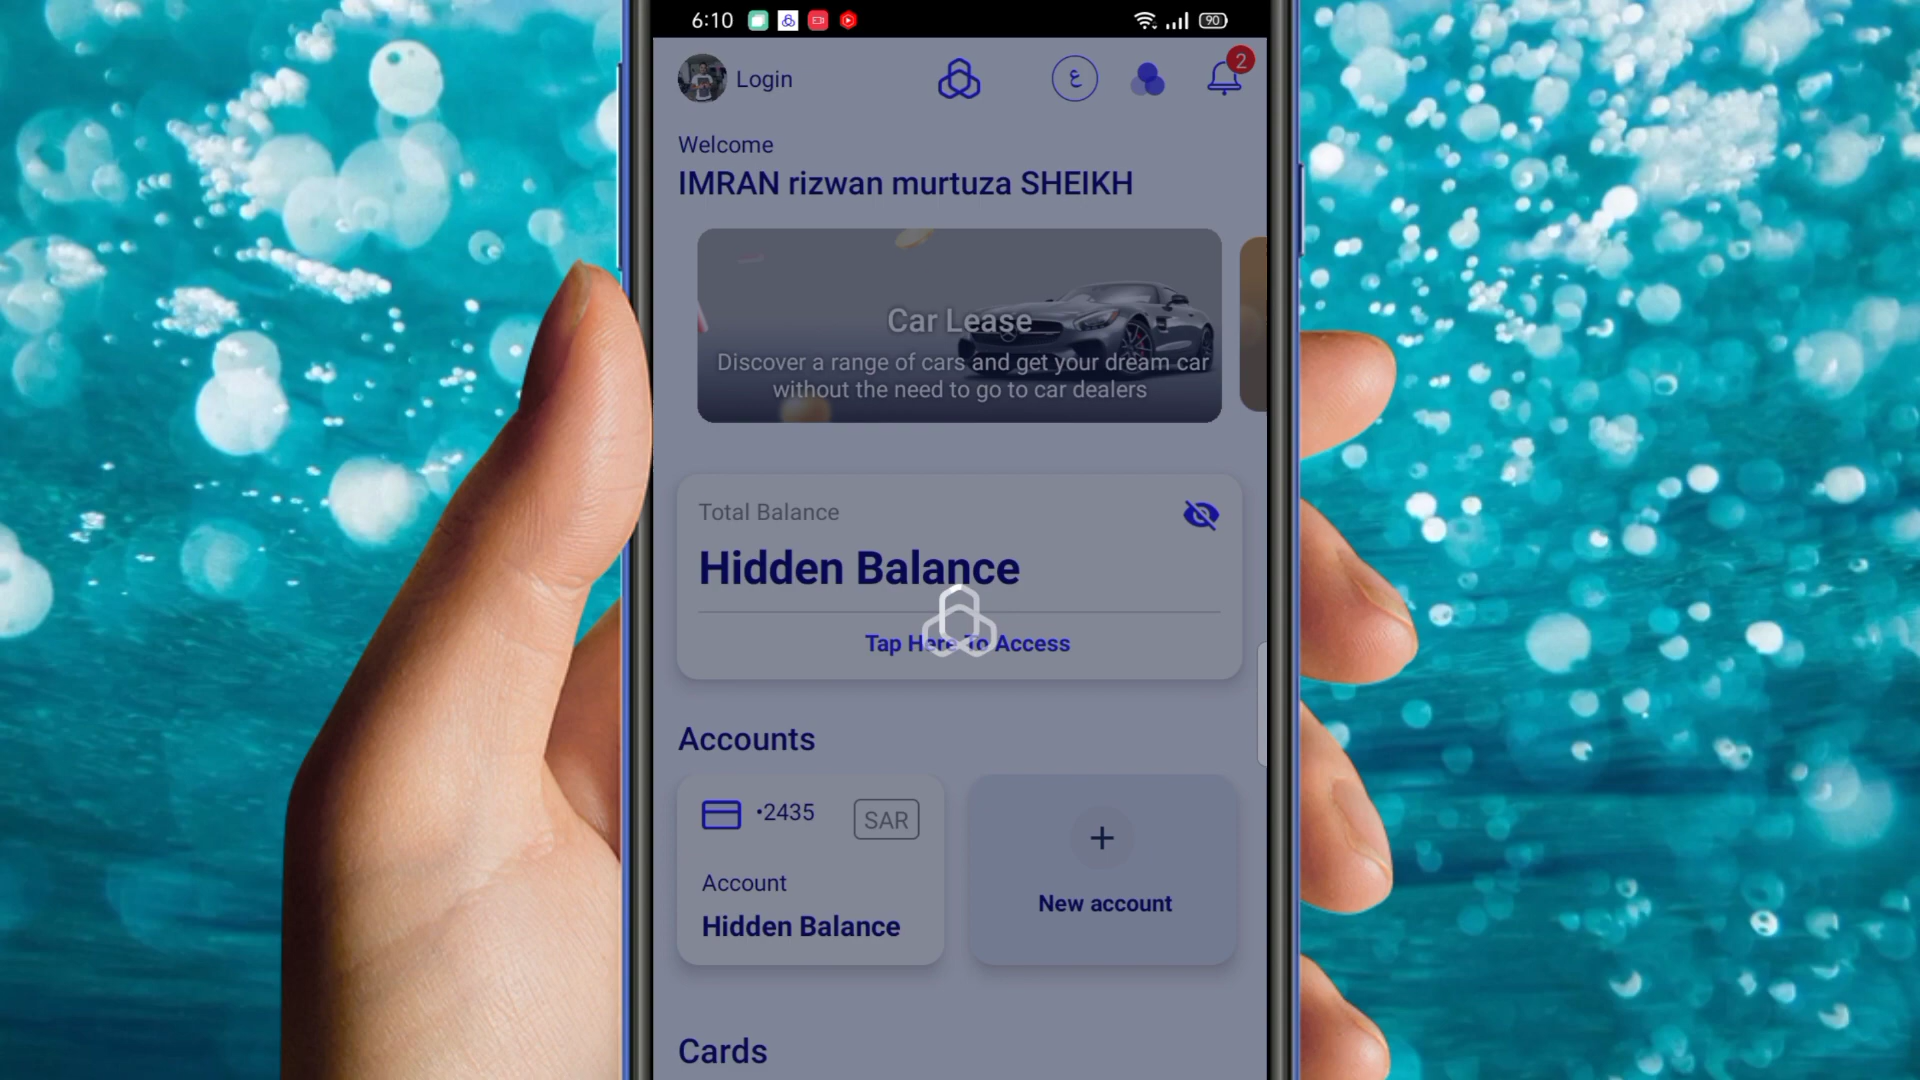 6:10
90
Login
ع
2
Welcome
IMRAN rizwan murtuza SHEIKH
Car Lease
Discover a range of cars and get your dream car
without the need to go to car dealers
Total Balance
Hidden Balance
Tap Here To Access
Accounts
•2435
SAR
Account
Hidden Balance
+
New account
Cards